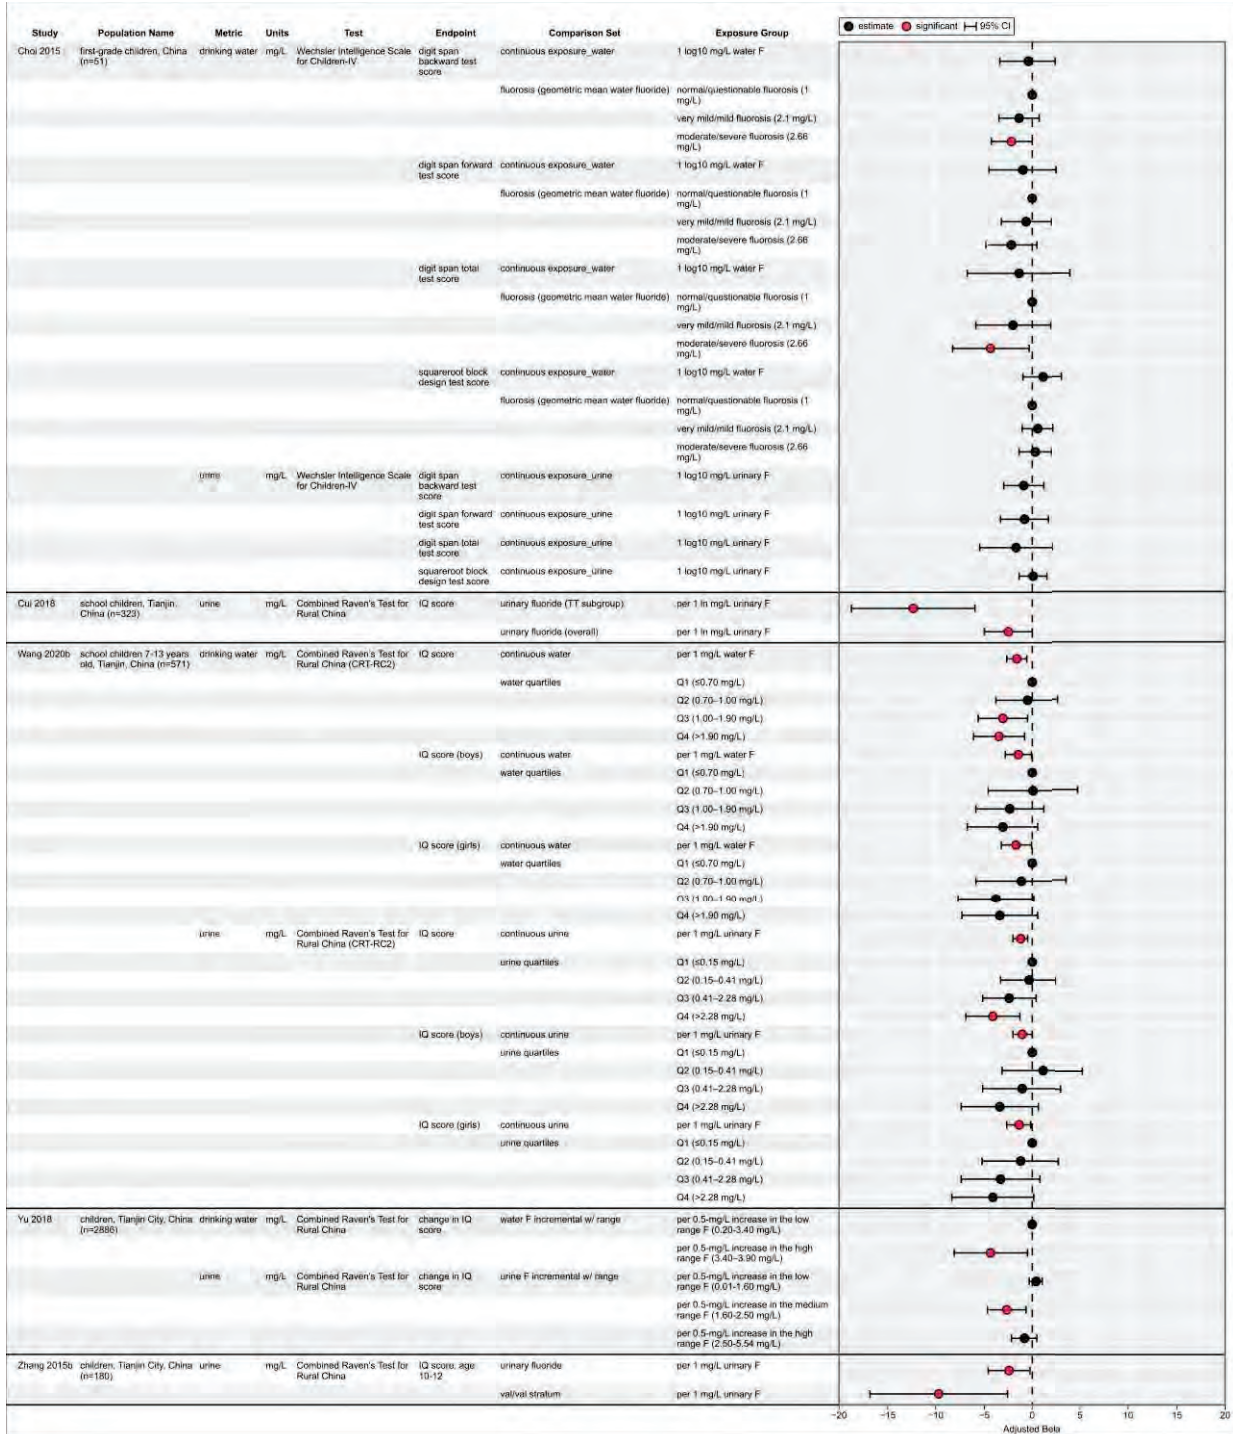 Study Population Name Metric Units Test Endpoint Comparison Set Exposure Group
estimate significant 95% CI
Choi 2015 first-grade children, China drinking water mg/L Wechsler Intelligence Scale digit span continuous exposure_water 1 log10 mg/L water F
(n=51) for Children-IV backward test
score
fluorosis (geometric mean water fluoride) normal/questionable fluorosis (1
mg/L)
very mild/mild fluorosis (2.1 mg/L)
moderate/severe fluorosis (2.66
mg/L)
digit span forward continuous exposure_water 1 log10 mg/L water F
test score
fluorosis (geometric mean water fluoride) normal/questionable fluorosis (1
mg/L)
very mild/mild fluorosis (2.1 mg/L)
moderate/severe fluorosis (2.66
mg/L)
digit span total continuous exposure_water 1 log10 mg/L water F
test score
fluorosis (geometric mean water fluoride) normal/questionable fluorosis (1
mg/L)
very mild/mild fluorosis (2.1 mg/L)
moderate/severe fluorosis (2.66
mg/L)
squareroot block continuous exposure_water 1 log10 mg/L water F
design test score
fluorosis (geometric mean water fluoride) normal/questionable fluorosis (1
mg/L)
very mild/mild fluorosis (2.1 mg/L)
moderate/severe fluorosis (2.66
mg/L)
urine mg/L Wechsler Intelligence Scale digit span continuous exposure_urine 1 log10 mg/L urinary F
for Children-IV backward test
score
digit span forward continuous exposure_urine 1 log10 mg/L urinary F
test score
digit span total continuous exposure_urine 1 log10 mg/L urinary F
test score
squareroot block continuous exposure_urine 1 log10 mg/L urinary F
design test score
Cui 2018 school children, Tianjin, urine mg/L Combined Raven's Test for IQ score urinary fluoride (TT subgroup) per 1 ln mg/L urinary F
China (n=323) Rural China
urinary fluoride (overall) per 1 ln mg/L urinary F
Wang 2020b school children 7-13 years drinking water mg/L Combined Raven's Test for IQ score continuous water per 1 mg/L water F
old, Tianjin, China (n=571) Rural China (CRT-RC2)
water quartiles Q1 (≤0.70 mg/L)
Q2 (0.70–1.00 mg/L)
Q3 (1.00–1.90 mg/L)
Q4 (>1.90 mg/L)
IQ score (boys) continuous water per 1 mg/L water F
water quartiles Q1 (≤0.70 mg/L)
Q2 (0.70–1.00 mg/L)
Q3 (1.00–1.90 mg/L)
Q4 (>1.90 mg/L)
IQ score (girls) continuous water per 1 mg/L water F
water quartiles Q1 (≤0.70 mg/L)
Q2 (0.70–1.00 mg/L)
Q3 (1.00–1.90 mg/L)
Q4 (>1.90 mg/L)
urine mg/L Combined Raven's Test for IQ score continuous urine per 1 mg/L urinary F
Rural China (CRT-RC2)
urine quartiles Q1 (≤0.15 mg/L)
Q2 (0.15–0.41 mg/L)
Q3 (0.41–2.28 mg/L)
Q4 (>2.28 mg/L)
IQ score (boys) continuous urine per 1 mg/L urinary F
urine quartiles Q1 (≤0.15 mg/L)
Q2 (0.15–0.41 mg/L)
Q3 (0.41–2.28 mg/L)
Q4 (>2.28 mg/L)
IQ score (girls) continuous urine per 1 mg/L urinary F
urine quartiles Q1 (≤0.15 mg/L)
Q2 (0.15–0.41 mg/L)
Q3 (0.41–2.28 mg/L)
Q4 (>2.28 mg/L)
Yu 2018 children, Tianjin City, China drinking water mg/L Combined Raven's Test for change in IQ water F incremental w/ range per 0.5-mg/L increase in the low
(n=2886) Rural China score range F (0.20-3.40 mg/L)
per 0.5-mg/L increase in the high
range F (3.40–3.90 mg/L)
urine mg/L Combined Raven's Test for change in IQ urine F incremental w/ range per 0.5-mg/L increase in the low
Rural China score range F (0.01-1.60 mg/L)
per 0.5-mg/L increase in the medium
range F (1.60-2.50 mg/L)
per 0.5-mg/L increase in the high
range F (2.50-5.54 mg/L)
Zhang 2015b children, Tianjin City, China urine mg/L Combined Raven's Test for IQ score, age urinary fluoride per 1 mg/L urinary F
(n=180) Rural China 10-12
val/val stratum per 1 mg/L urinary F
−20 −15 −10 −5 0 5 10 15 20
Adjusted Beta